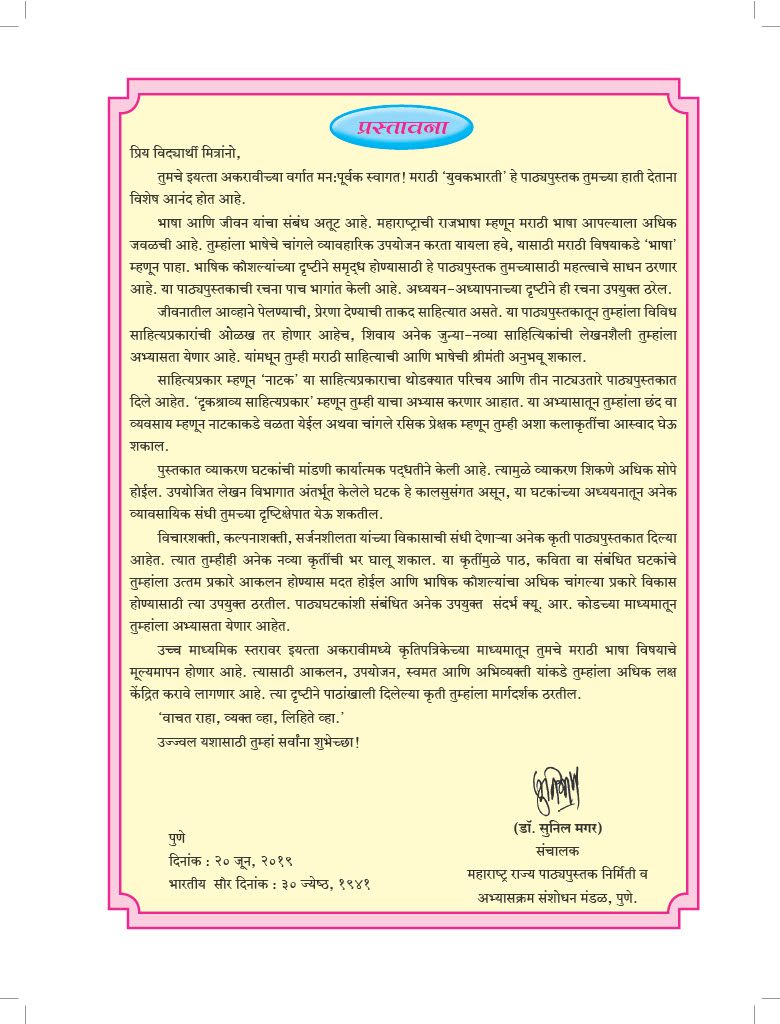 प्रस्तावना
प्रिय विद्यार्थी मित्रांनो,
तुमचे इयत्ता अकरावीच्या वर्गात मन:पूर्वक स्वागत! मराठी ‘युवकभारती’ हे पाठ्यपुस्तक तुमच्या हाती देताना
विशेष आनंद होत आहे.
भाषा आणि जीवन यांचा संबंध अतूट आहे. महाराष्ट्राची राजभाषा म्हणून मराठी भाषा आपल्याला अधिक
जवळची आहे. तुम्हांला भाषेचे चांगले व्यावहारिक उपयोजन करता यायला हवे, यासाठी मराठी विषयाकडे ‘भाषा’
म्हणून पाहा. भाषिक कौशल्यांच्या दृष्टीने समृद्ध होण्यासाठी हे पाठ्यपुस्तक तुमच्यासाठी महत्त्वाचे साधन ठरणार
आहे. या पाठ्यपुस्तकाची रचना पाच भागांत केली आहे. अध्ययन-अध्यापनाच्या दृष्टीने ही रचना उपयुक्त ठरेल.
जीवनातील आव्हाने पेलण्याची, प्रेरणा देण्याची ताकद साहित्यात असते. या पाठ्यपुस्तकातून तुम्हांला विविध
साहित्यप्रकारांची ओळख तर होणार आहेच, शिवाय अनेक जुन्या-नव्या साहित्यिकांची लेखनशैली तुम्हांला
अभ्यासता येणार आहे. यांमधून तुम्ही मराठी साहित्याची आणि भाषेची श्रीमंती अनुभवू शकाल.
साहित्यप्रकार म्हणून ‘नाटक’ या साहित्यप्रकाराचा थोडक्यात परिचय आणि तीन नाट्यउतारे पाठ्यपुस्तकात
दिले आहेत. ‘दृकश्राव्य साहित्यप्रकार’ म्हणून तुम्ही याचा अभ्यास करणार आहात. या अभ्यासातून तुम्हांला छंद वा
व्यवसाय म्हणून नाटकाकडे वळता येईल अथवा चांगले रसिक प्रेक्षक म्हणून तुम्ही अशा कलाकृतींचा आस्वाद घेऊ
शकाल.
पुस्तकात व्याकरण घटकांची मांडणी कार्यात्मक पद्धतीने केली आहे. त्यामुळे व्याकरण शिकणे अधिक सोपे
होईल. उपयोजित लेखन विभागात अंतर्भूत केलेले घटक हे कालसुसंगत असून, या घटकांच्या अध्ययनातून अनेक
व्यावसायिक संधी तुमच्या दृष्टिक्षेपात येऊ शकतील.
विचारशक्ती, कल्पनाशक्ती, सर्जनशीलता यांच्या विकासाची संधी देणाऱ्या अनेक कृती पाठ्यपुस्तकात दिल्या
आहेत. त्यात तुम्हीही अनेक नव्या कृतींची भर घालू शकाल. या कृतींमुळे पाठ, कविता वा संबंधित घटकांचे
तुम्हांला उत्तम प्रकारे आकलन होण्यास मदत होईल आणि भाषिक कौशल्यांचा अधिक चांगल्या प्रकारे विकास
होण्यासाठी त्या उपयुक्त ठरतील. पाठ्यघटकांशी संबंधित अनेक उपयुक्त संदर्भ क्यू. आर. कोडच्या माध्यमातून
तुम्हांला अभ्यासता येणार आहेत.
उच्च माध्यमिक स्तरावर इयत्ता अकरावीमध्ये कृतिपत्रिकेच्या माध्यमातून तुमचे मराठी भाषा विषयाचे
मूल्यमापन होणार आहे. त्यासाठी आकलन, उपयोजन, स्वमत आणि अभिव्यक्ती यांकडे तुम्हांला अधिक लक्ष
केंद्रित करावे लागणार आहे. त्या दृष्टीने पाठांखाली दिलेल्या कृती तुम्हांला मार्गदर्शक ठरतील.
‘वाचत राहा, व्यक्त व्हा, लिहिते व्हा.’
उज्ज्वल यशासाठी तुम्हां सर्वांना शुभेच्छा!
(डॉ. सुनिल मगर)
संचालक
महाराष्ट्र राज्य पाठ्यपुस्तक निर्मिती व
अभ्यासक्रम संशोधन मंडळ, पुणे.
पुणे
दिनांक : २० जून, २०१९
भारतीय सौर दिनांक : ३० ज्येष्ठ, १९४१